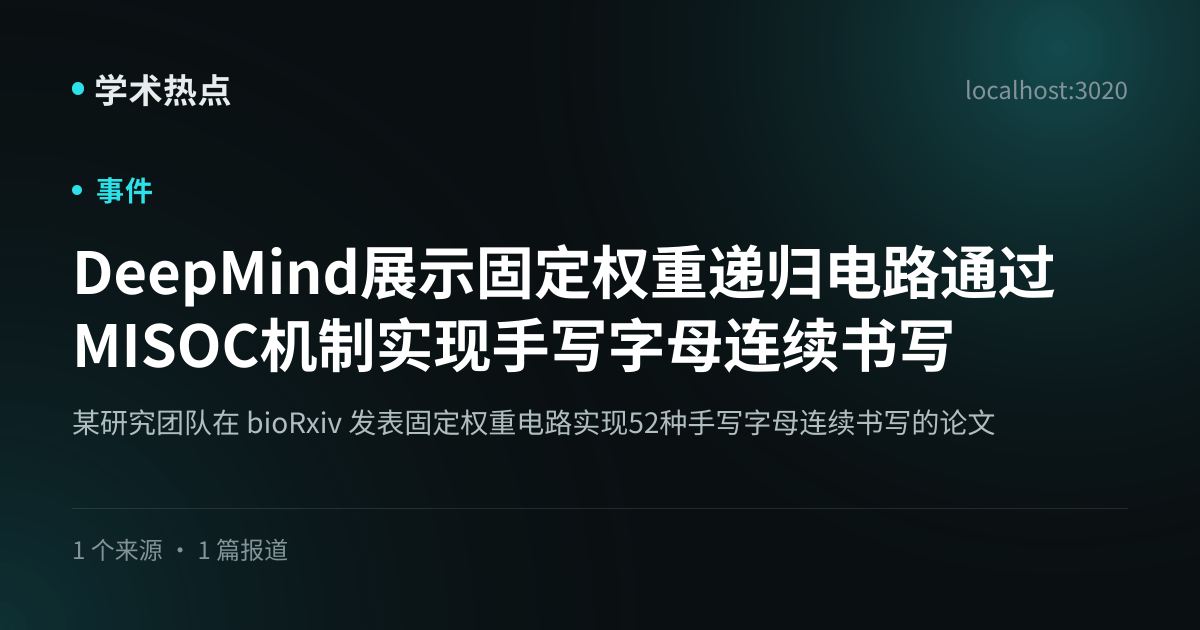 学术热点
localhost:3020
事件
DeepMind展示固定权重递归电路通过
MISOC机制实现手写字母连续书写
某研究团队在 bioRxiv 发表固定权重电路实现52种手写字母连续书写的论文
1 个来源 · 1 篇报道